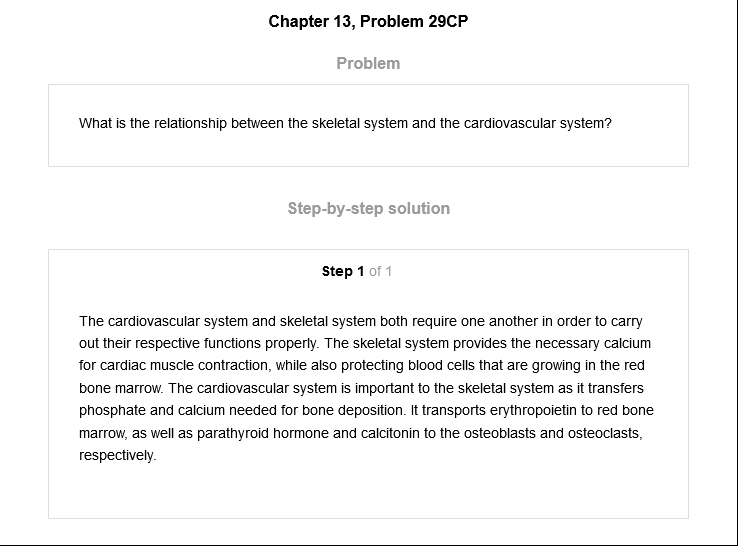 Chapter 13, Problem 29CP
Problem
What is the relationship between the skeletal system and the cardiovascular system?
Step-by-step solution
Step 1 of 1
The cardiovascular system and skeletal system both require one another in order to carry
out their respective functions properly. The skeletal system provides the necessary calcium
for cardiac muscle contraction, while also protecting blood cells that are growing in the red
bone marrow. The cardiovascular system is important to the skeletal system as it transfers
phosphate and calcium needed for bone deposition. It transports erythropoietin to red bone
marrow, as well as parathyroid hormone and calcitonin to the osteoblasts and osteoclasts,
respectively.